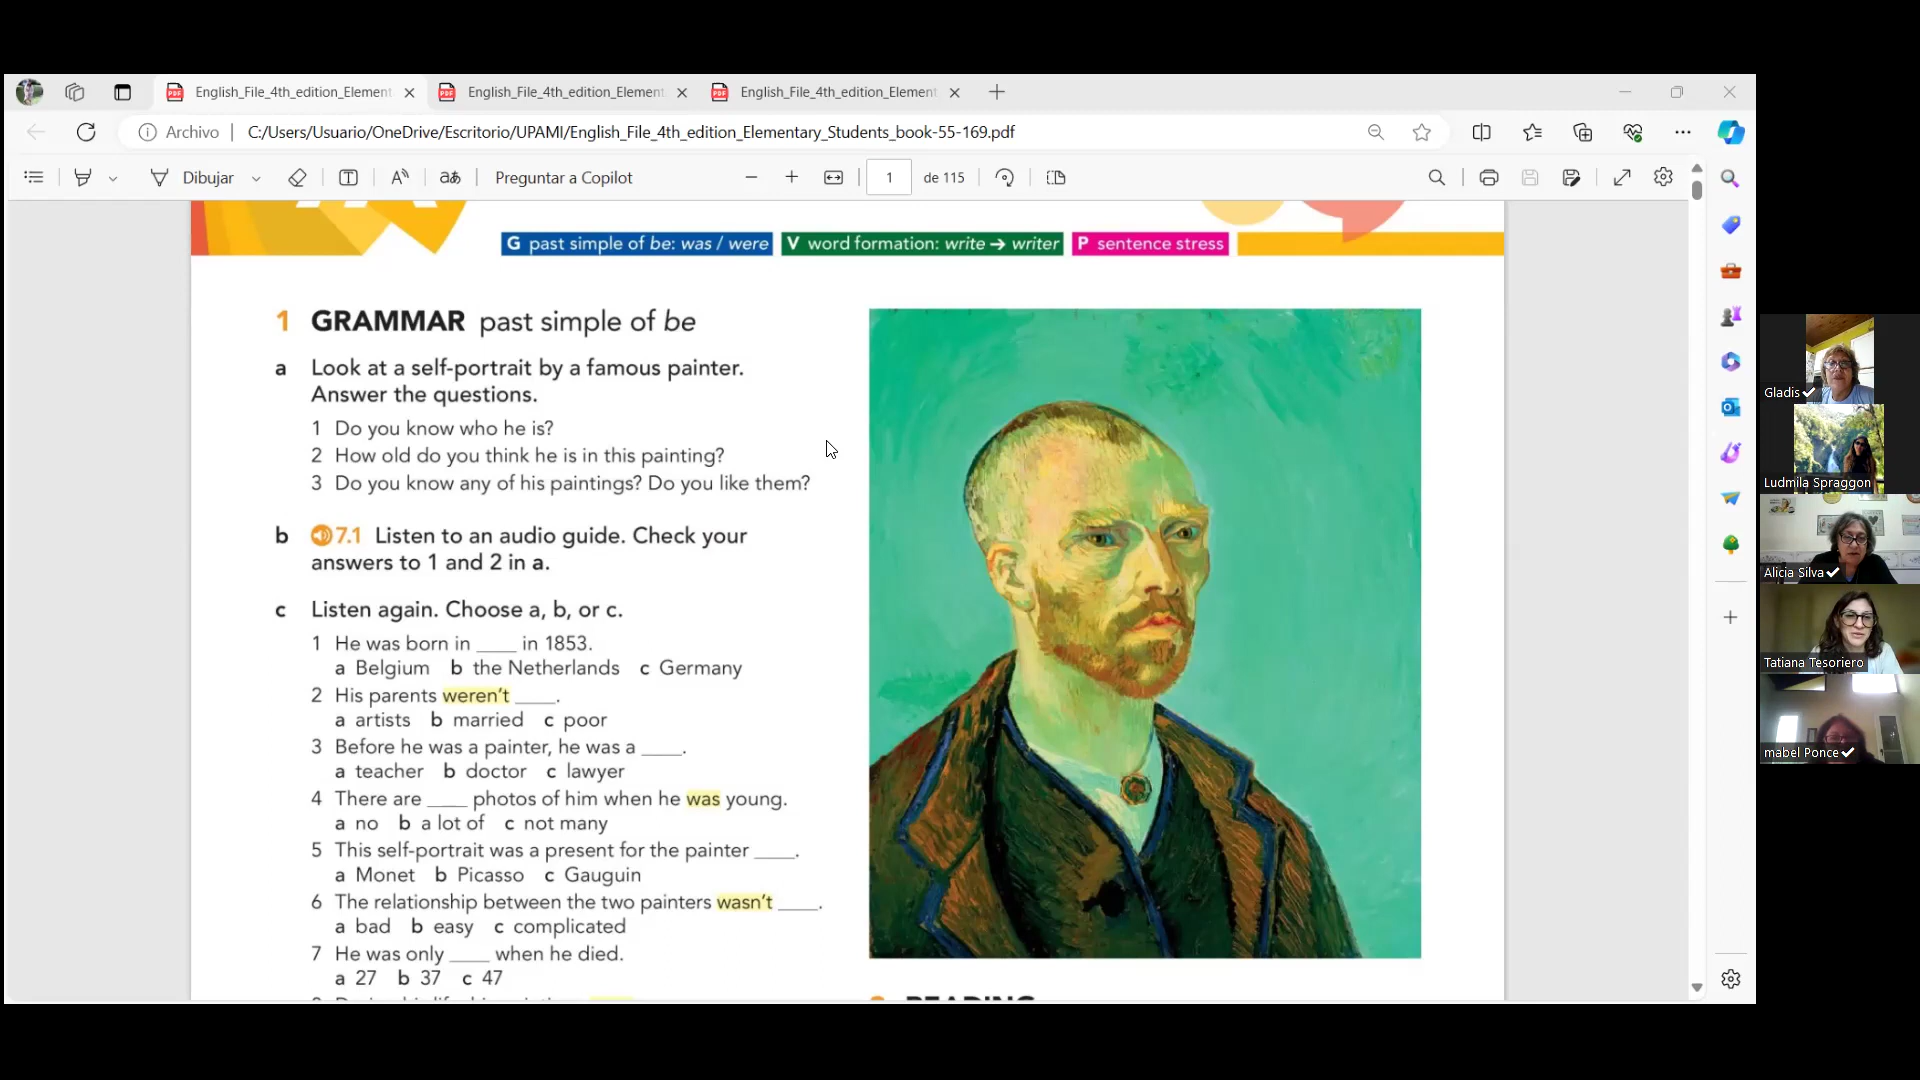 English_File_4th_edition_Element
English_File_4th_edition_Element
English_File_4th_edition_Element
Archivo | C:/Users/Usuario/OneDrive/Escritorio/UPAMI/English_File_4th_edition_Elementary_Students_book-55-169.pdf
Dibujar
Preguntar a Copilot
1 de 115
G past simple of be: was / were V word formation: write → writer P sentence stress
1 GRAMMAR past simple of be
a Look at a self-portrait by a famous painter.
Answer the questions.
1 Do you know who he is?
2 How old do you think he is in this painting?
3 Do you know any of his paintings? Do you like them?
b 7.1 Listen to an audio guide. Check your
answers to 1 and 2 in a.
c Listen again. Choose a, b, or c.
1 He was born in ____ in 1853.
a Belgium b the Netherlands c Germany
2 His parents weren't ____.
a artists b married c poor
3 Before he was a painter, he was a ____.
a teacher b doctor c lawyer
4 There are ____ photos of him when he was young.
a no b a lot of c not many
5 This self-portrait was a present for the painter ____.
a Monet b Picasso c Gauguin
6 The relationship between the two painters wasn't ____.
a bad b easy c complicated
7 He was only ____ when he died.
a 27 b 37 c 47
READING
Gladis
Ludmila Spraggon
Alicia Silva
Tatiana Tesoriero
mabel Ponce